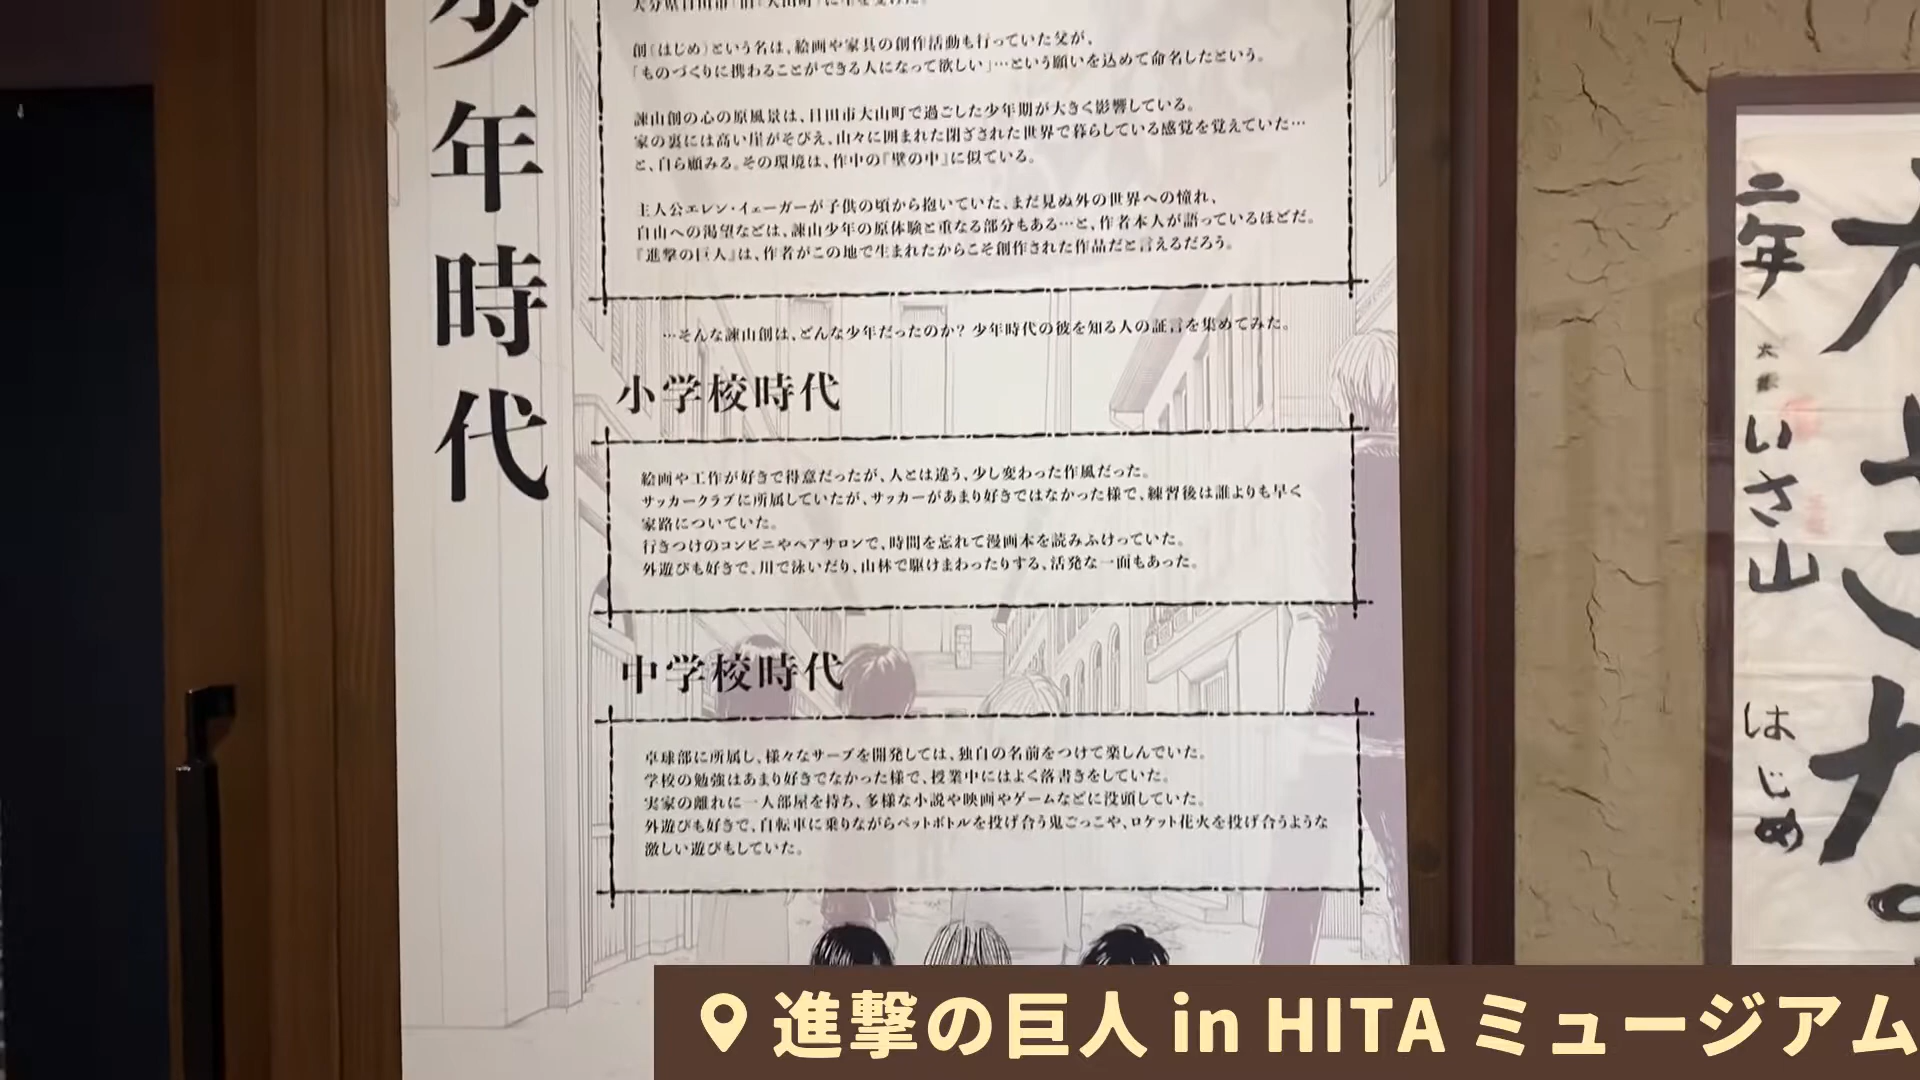 少年時代
大分県日田市「旧『大山町』に生を受けた。
創(はじめ)という名は、絵画や家具の創作活動も行っていた父が、
「ものづくりに携わることができる人になって欲しい」…という願いを込めて命名したという。
諫山創の心の原風景は、日田市大山町で過ごした少年期が大きく影響している。
家の裏には高い崖がそびえ、山々に囲まれた閉ざされた世界で暮らしている感覚を覚えていた…
と、自ら顧みる。その環境は、作中の『壁の中』に似ている。
主人公エレン・イェーガーが子供の頃から抱いていた、まだ見ぬ外の世界への憧れ、
自由への渇望などは、諫山少年の原体験と重なる部分もある…と、作者本人が語っているほどだ。
『進撃の巨人』は、作者がこの地で生まれたからこそ創作された作品だと言えるだろう。
…そんな諫山創は、どんな少年だったのか? 少年時代の彼を知る人の証言を集めてみた。
小学校時代
絵画や工作が好きで得意だったが、人とは違う、少し変わった作風だった。
サッカークラブに所属していたが、サッカーがあまり好きではなかった様で、練習後は誰よりも早く
家路についていた。
行きつけのコンビニやヘアサロンで、時間を忘れて漫画本を読みふけっていた。
外遊びも好きで、川で泳いだり、山林で駆けまわったりする、活発な一面もあった。
中学校時代
卓球部に所属し、様々なサーブを開発しては、独自の名前をつけて楽しんでいた。
学校の勉強はあまり好きでなかった様で、授業中にはよく落書きをしていた。
実家の離れに一人部屋を持ち、多様な小説や映画やゲームなどに没頭していた。
外遊びも好きで、自転車に乗りながらペットボトルを投げ合う鬼ごっこや、ロケット花火を投げ合うような
激しい遊びもしていた。
二年
いさ山
はじめ
進撃の巨人 in HITA ミュージアム